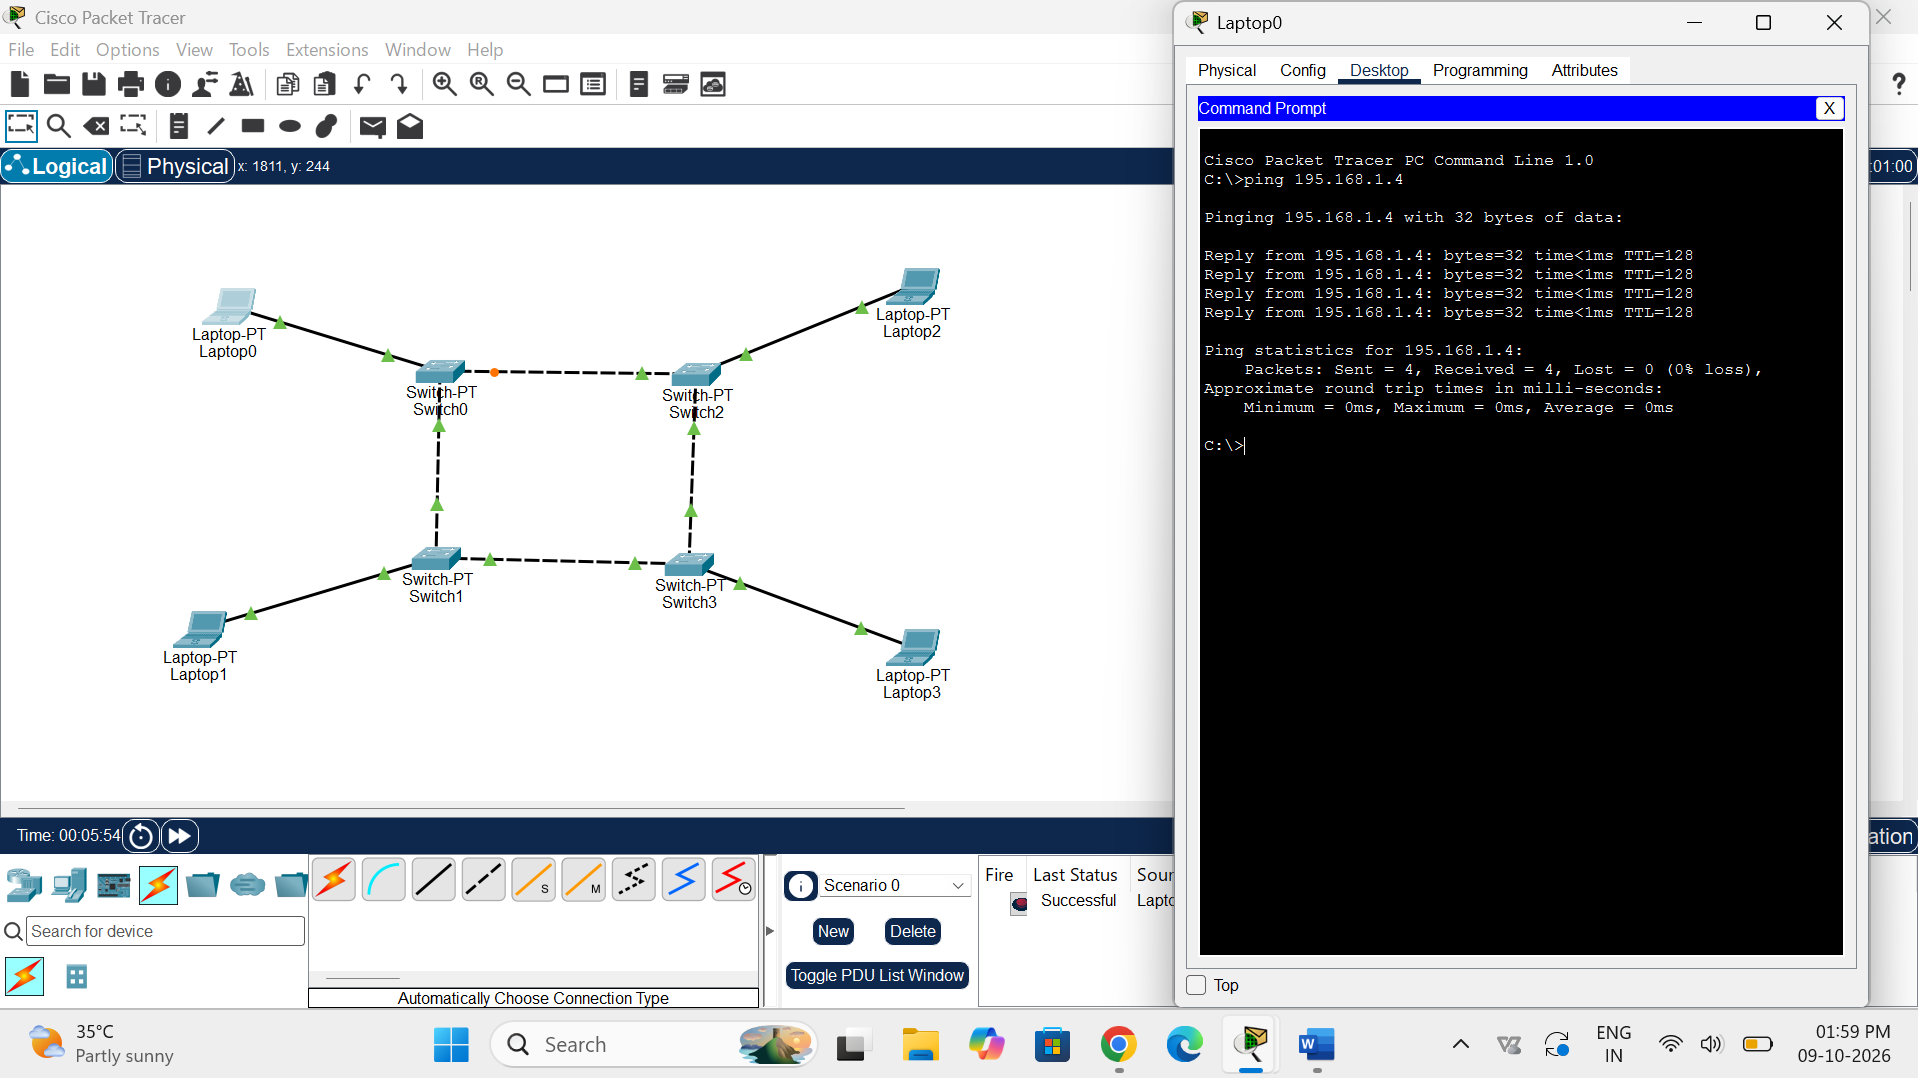 Cisco Packet Tracer
File Edit Options View Tools Extensions Window Help
Logical Physical x: 1811, y: 244
:01:00
Laptop-PT
Laptop0
Laptop-PT
Laptop2
Switch-PT
Switch0
Switch-PT
Switch2
Switch-PT
Switch1
Switch-PT
Switch3
Laptop-PT
Laptop1
Laptop-PT
Laptop3
Time: 00:05:54
ation
S
M
Search for device
Automatically Choose Connection Type
Scenario 0
New Delete
Toggle PDU List Window
Fire Last Status Sour
Successful Lapto
Laptop0
Physical Config Desktop Programming Attributes
Command Prompt X
Cisco Packet Tracer PC Command Line 1.0
C:\>ping 195.168.1.4
Pinging 195.168.1.4 with 32 bytes of data:
Reply from 195.168.1.4: bytes=32 time<1ms TTL=128
Reply from 195.168.1.4: bytes=32 time<1ms TTL=128
Reply from 195.168.1.4: bytes=32 time<1ms TTL=128
Reply from 195.168.1.4: bytes=32 time<1ms TTL=128
Ping statistics for 195.168.1.4:
Packets: Sent = 4, Received = 4, Lost = 0 (0% loss),
Approximate round trip times in milli-seconds:
Minimum = 0ms, Maximum = 0ms, Average = 0ms
C:\>
Top
35°C
Partly sunny
Search
ENG
IN
01:59 PM
09-10-2026